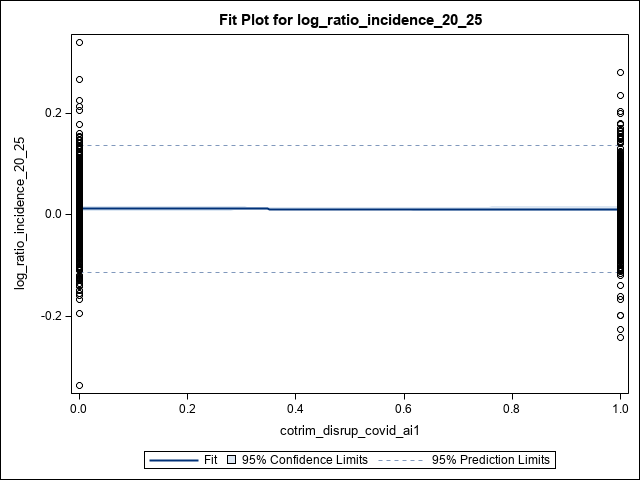 Fit Plot for log_ratio_incidence_20_25
log_ratio_incidence_20_25
0.2
0.0
-0.2
0.0 0.2 0.4 0.6 0.8 1.0
cotrim_disrup_covid_ai1
Fit 95% Confidence Limits 95% Prediction Limits